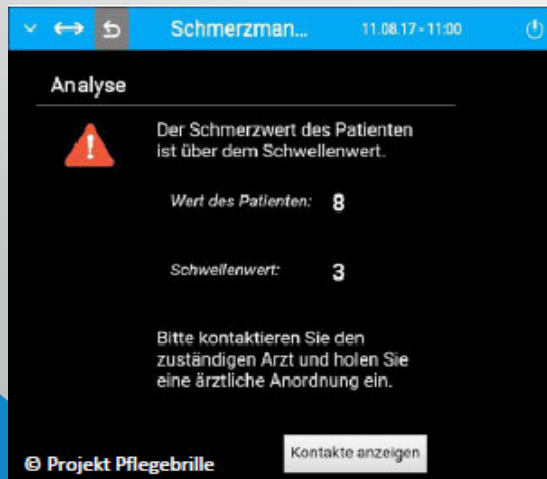 Schmerzman... 11.08.17 - 11:00
Analyse
Der Schmerzwert des Patienten
ist über dem Schwellenwert.
Wert des Patienten: 8
Schwellenwert: 3
Bitte kontaktieren Sie den
zuständigen Arzt und holen Sie
eine ärztliche Anordnung ein.
Kontakte anzeigen
© Projekt Pflegebrille